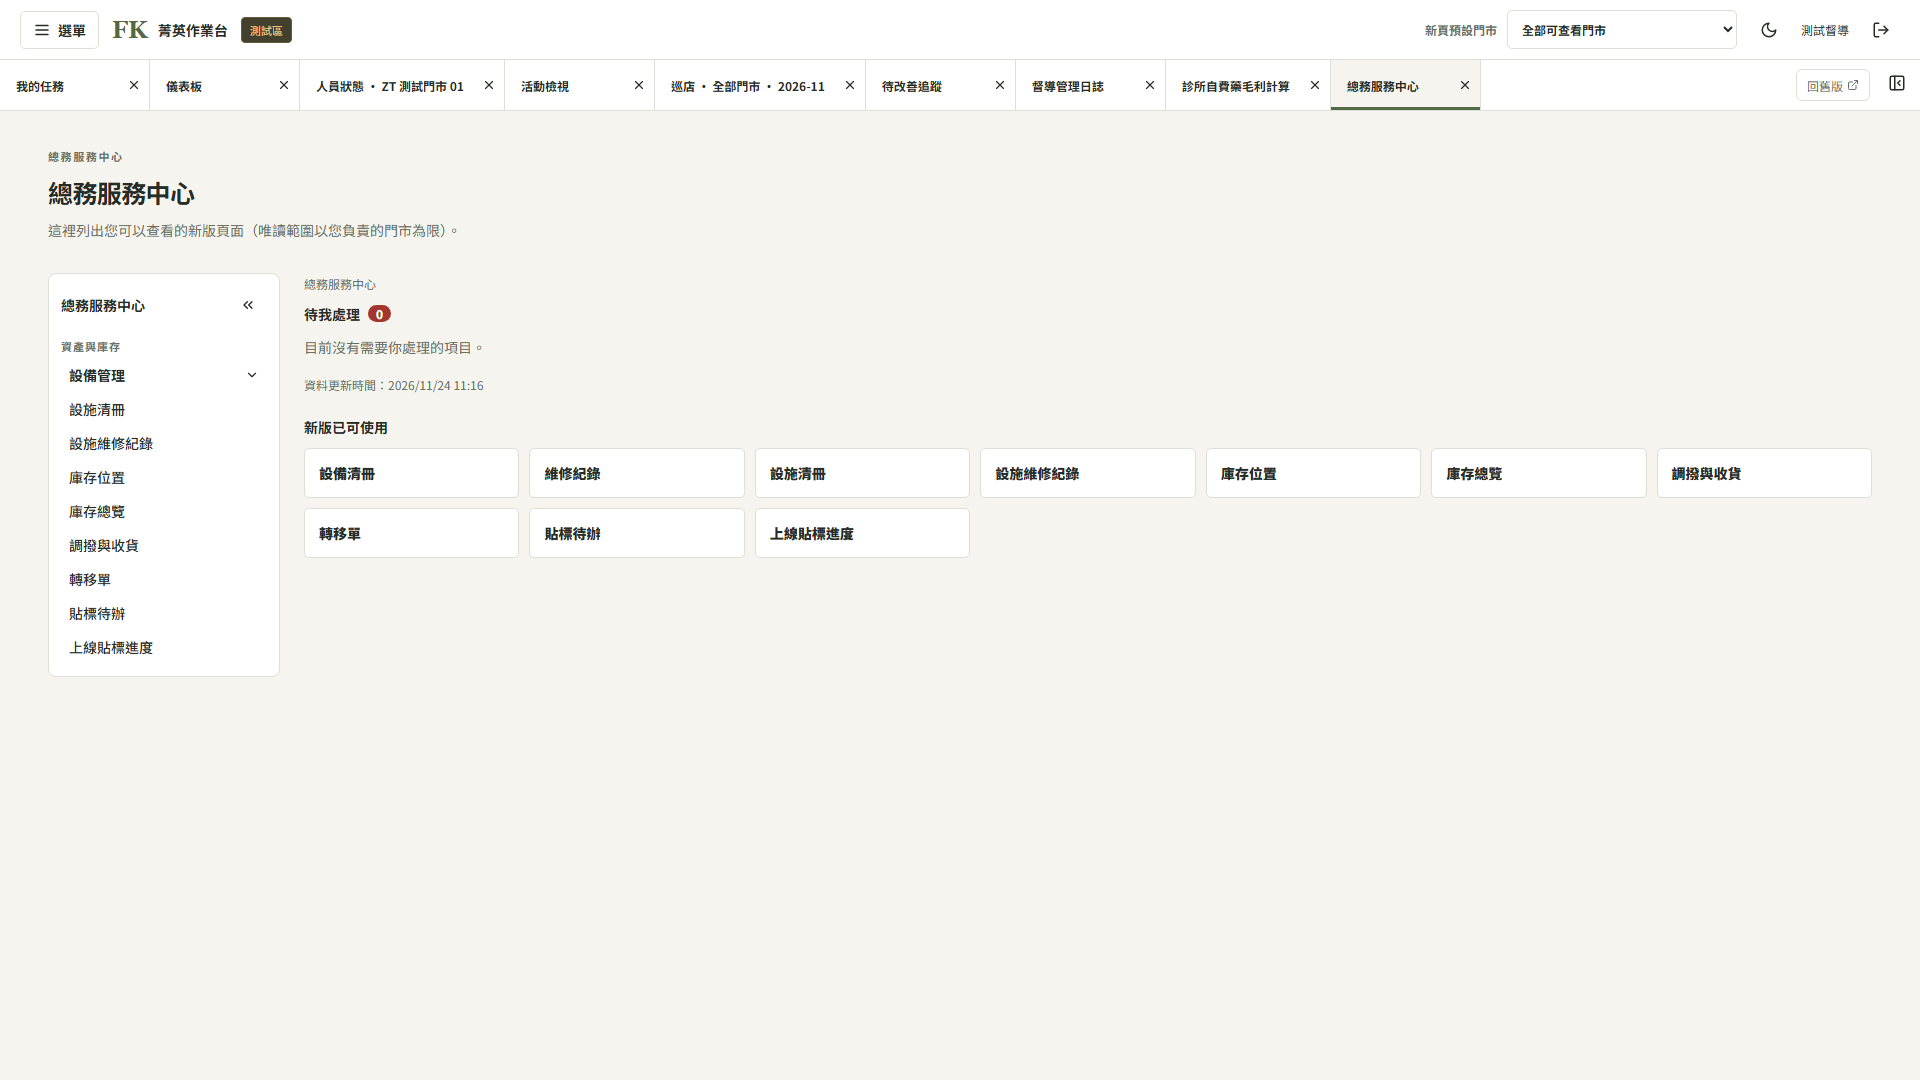 選單
FK 菁英作業台
測試區
新頁預設門市
全部可查看門市
測試督導
我的任務
儀表板
人員狀態 · ZT 測試門市 01
活動檢視
巡店 · 全部門市 · 2026-11
待改善追蹤
督導管理日誌
診所自費藥毛利計算
總務服務中心
回舊版
總務服務中心
總務服務中心
這裡列出您可以查看的新版頁面（唯讀範圍以您負責的門市為限）。
總務服務中心
資產與庫存
設備管理
設施清冊
設施維修紀錄
庫存位置
庫存總覽
調撥與收貨
轉移單
貼標待辦
上線貼標進度
總務服務中心
待我處理 0
目前沒有需要你處理的項目。
資料更新時間：2026/11/24 11:16
新版已可使用
設備清冊
維修紀錄
設施清冊
設施維修紀錄
庫存位置
庫存總覽
調撥與收貨
轉移單
貼標待辦
上線貼標進度